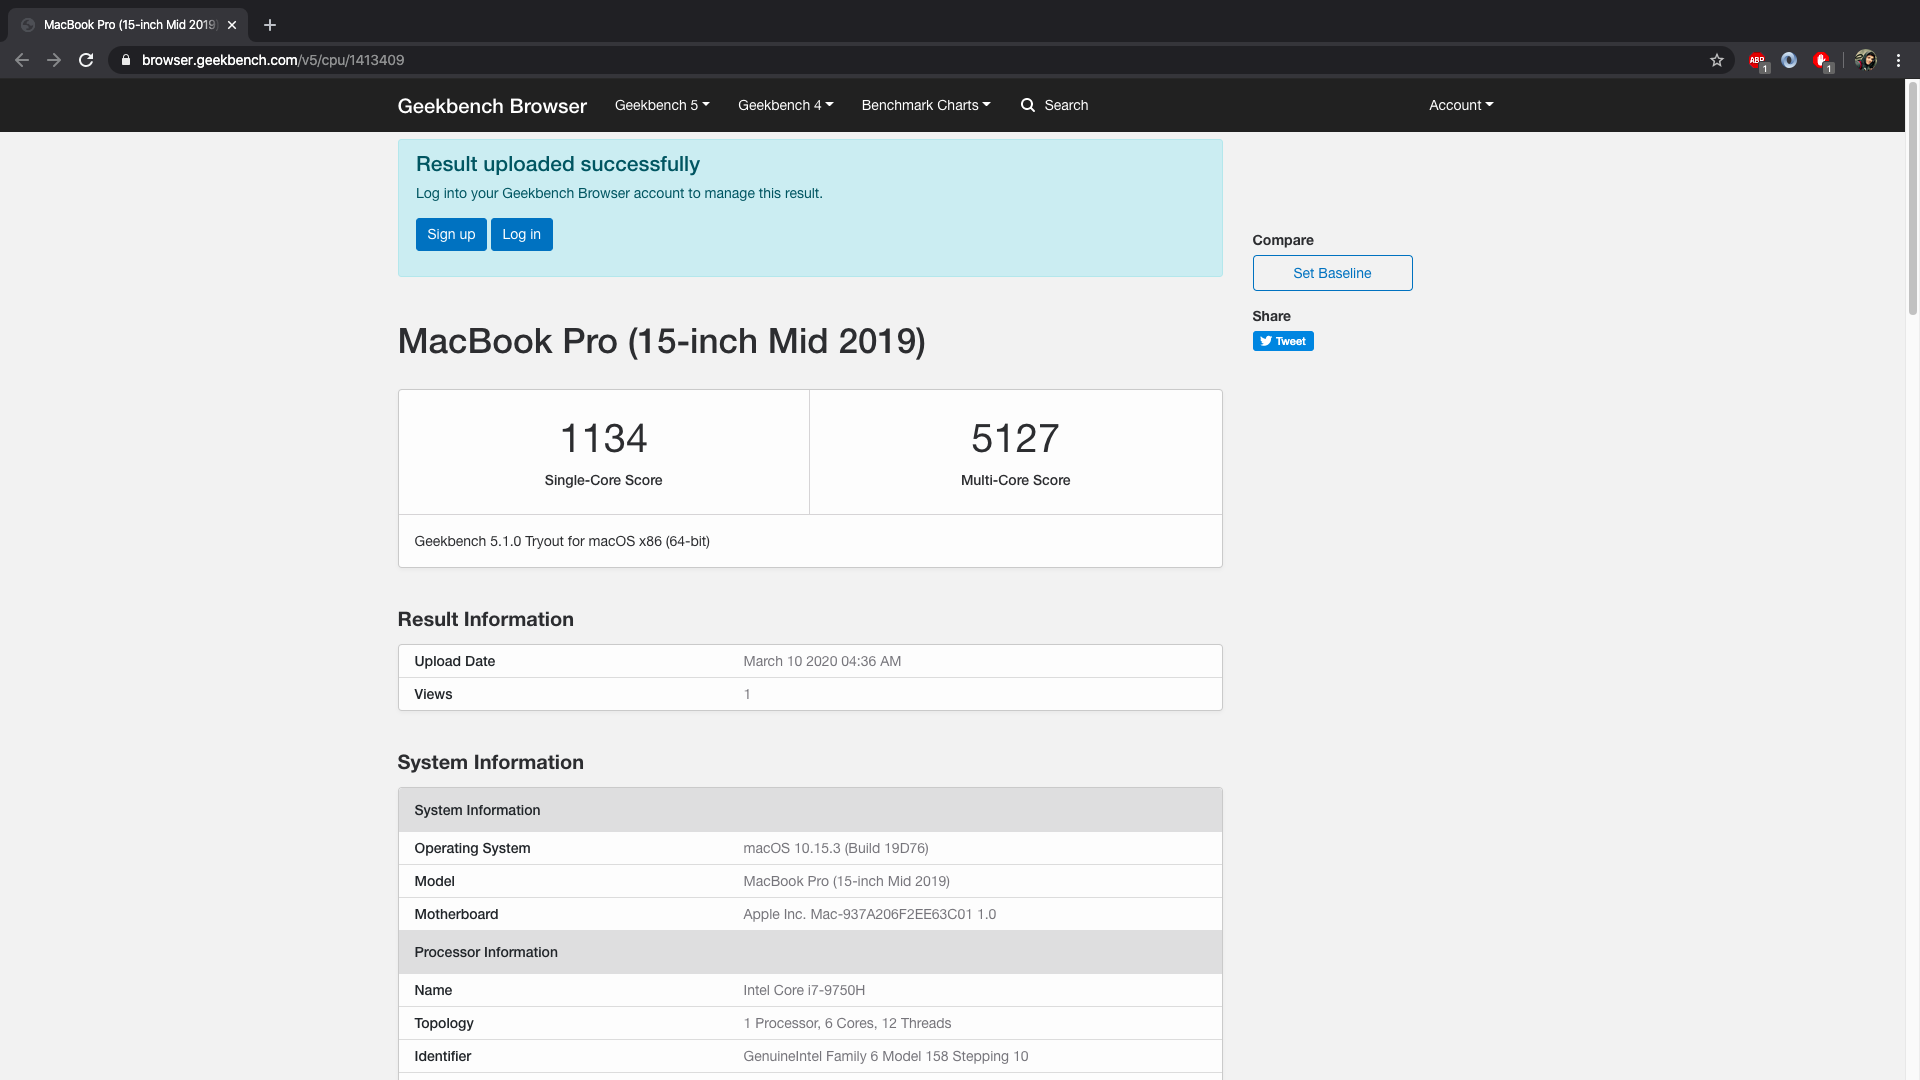 MacBook Pro (15-inch Mid 2019)
browser.geekbench.com/v5/cpu/1413409
ABP
1
1
Geekbench Browser
Geekbench 5
Geekbench 4
Benchmark Charts
Search
Account
Result uploaded successfully
Log into your Geekbench Browser account to manage this result.
Sign up
Log in
Compare
Set Baseline
Share
Tweet
MacBook Pro (15-inch Mid 2019)
1134
Single-Core Score
5127
Multi-Core Score
Geekbench 5.1.0 Tryout for macOS x86 (64-bit)
Result Information
Upload Date March 10 2020 04:36 AM
Views 1
System Information
System Information
Operating System macOS 10.15.3 (Build 19D76)
Model MacBook Pro (15-inch Mid 2019)
Motherboard Apple Inc. Mac-937A206F2EE63C01 1.0
Processor Information
Name Intel Core i7-9750H
Topology 1 Processor, 6 Cores, 12 Threads
Identifier GenuineIntel Family 6 Model 158 Stepping 10